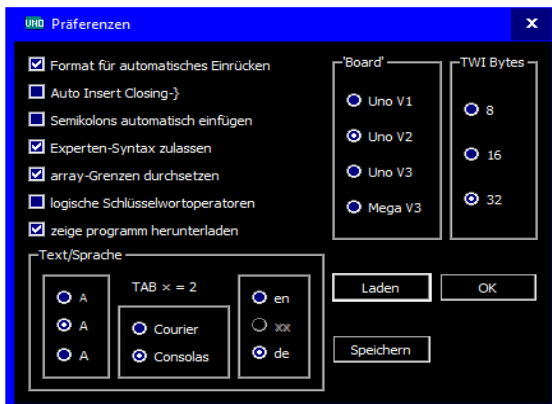 UNO Präferenzen x
Format für automatisches Einrücken
Auto Insert Closing-}
Semikolons automatisch einfügen
Experten-Syntax zulassen
array-Grenzen durchsetzen
logische Schlüsselwortoperatoren
zeige programm herunterladen
'Board'
Uno V1
Uno V2
Uno V3
Mega V3
TWI Bytes
8
16
32
Text/Sprache
A
A
A
TAB × = 2
Courier
Consolas
en
xx
de
Laden
OK
Speichern